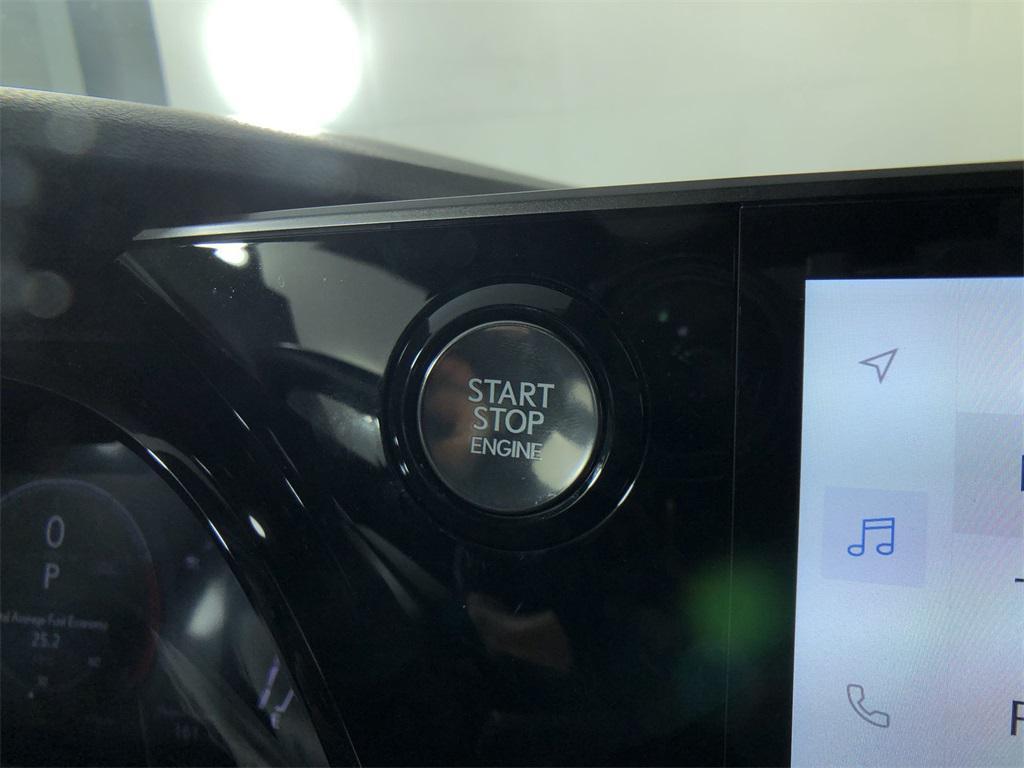 START
STOP
ENGINE
0
P
Average Fuel Economy
25.2